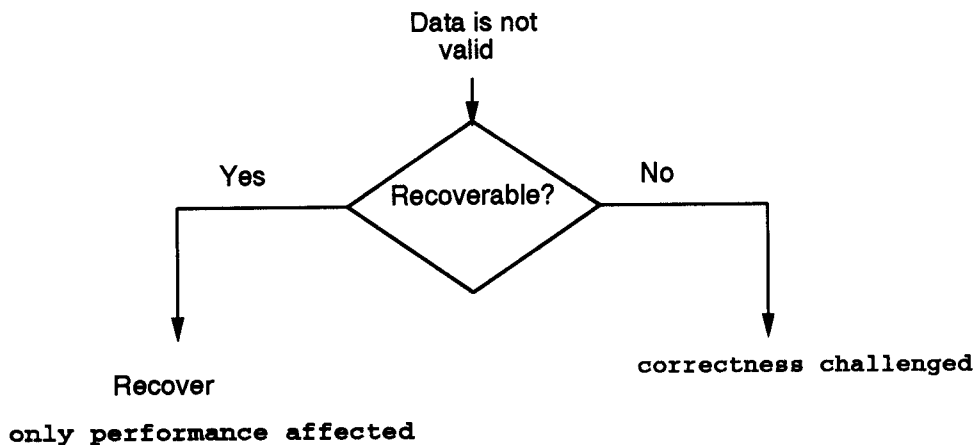 Data is not
valid
Yes
Recoverable?
No
Recover
correctness challenged
only performance affected